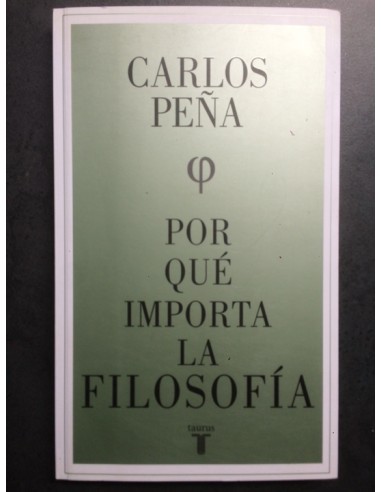 CARLOS
PEÑA
φ
POR
QUÉ
IMPORTA
LA
FILOSOFÍA
taurus